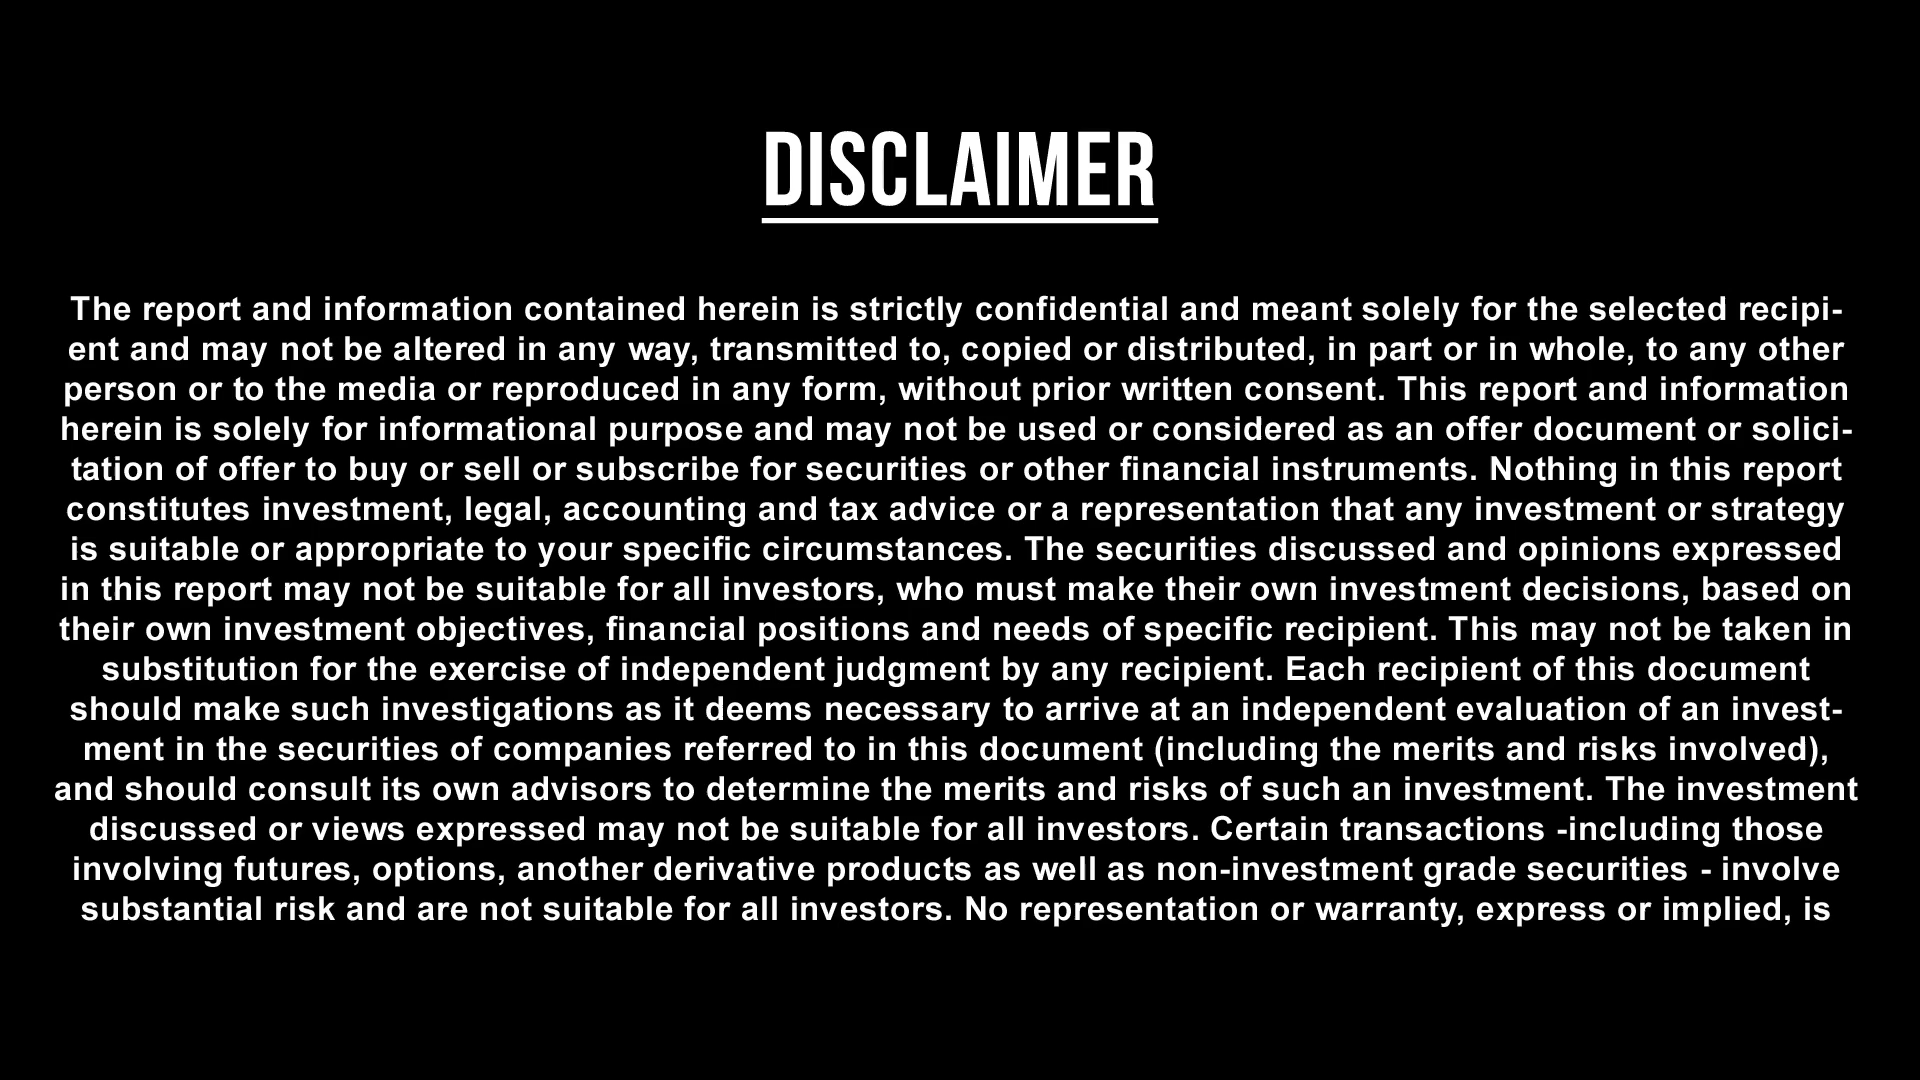 DISCLAIMER
The report and information contained herein is strictly confidential and meant solely for the selected recipi-
ent and may not be altered in any way, transmitted to, copied or distributed, in part or in whole, to any other
person or to the media or reproduced in any form, without prior written consent. This report and information
herein is solely for informational purpose and may not be used or considered as an offer document or solici-
tation of offer to buy or sell or subscribe for securities or other financial instruments. Nothing in this report
constitutes investment, legal, accounting and tax advice or a representation that any investment or strategy
is suitable or appropriate to your specific circumstances. The securities discussed and opinions expressed
in this report may not be suitable for all investors, who must make their own investment decisions, based on
their own investment objectives, financial positions and needs of specific recipient. This may not be taken in
substitution for the exercise of independent judgment by any recipient. Each recipient of this document
should make such investigations as it deems necessary to arrive at an independent evaluation of an invest-
ment in the securities of companies referred to in this document (including the merits and risks involved),
and should consult its own advisors to determine the merits and risks of such an investment. The investment
discussed or views expressed may not be suitable for all investors. Certain transactions -including those
involving futures, options, another derivative products as well as non-investment grade securities - involve
substantial risk and are not suitable for all investors. No representation or warranty, express or implied, is